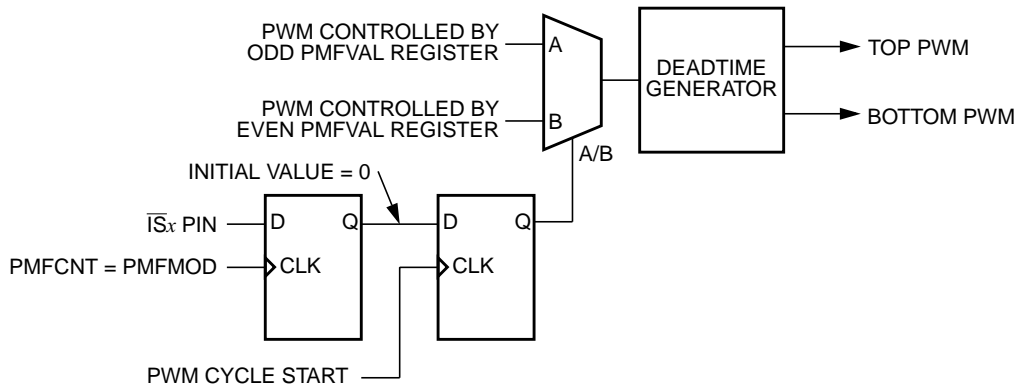 PWM CONTROLLED BY
ODD PMFVAL REGISTER
A
DEADTIME
GENERATOR
TOP PWM
PWM CONTROLLED BY
EVEN PMFVAL REGISTER
B
BOTTOM PWM
A/B
INITIAL VALUE = 0
I̅S̅x PIN
D
Q
D
Q
PMFCNT = PMFMOD
CLK
CLK
PWM CYCLE START